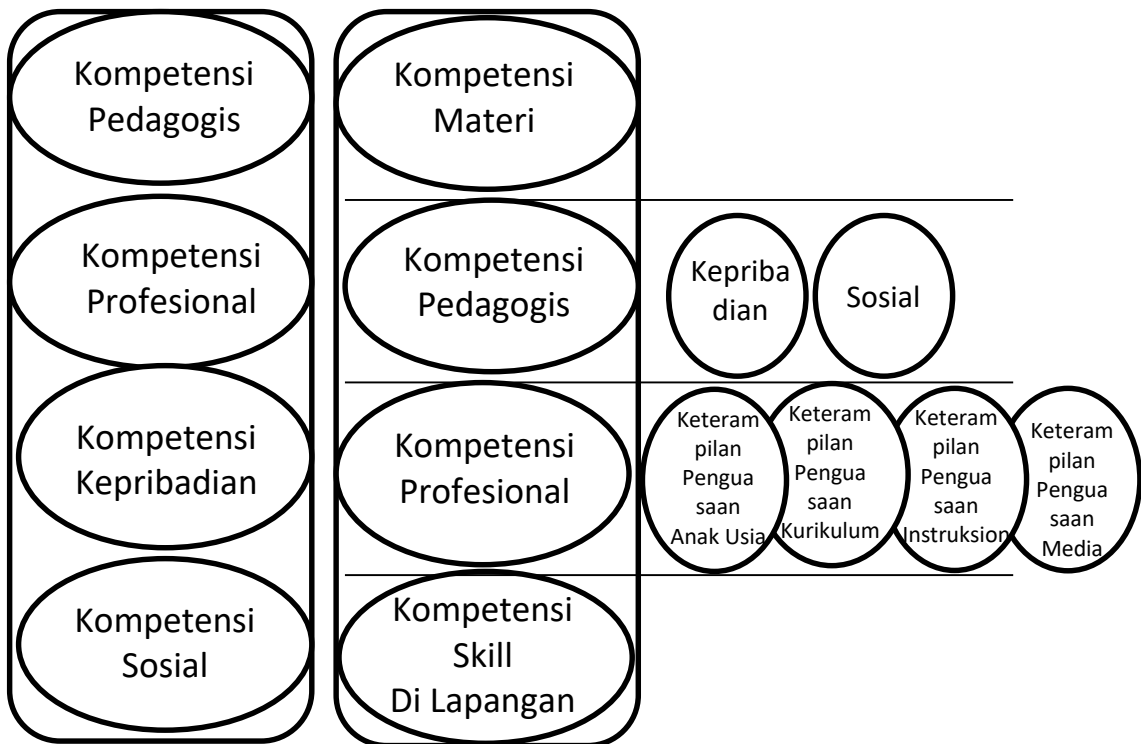 Kompetensi
Pedagogis
Kompetensi
Profesional
Kompetensi
Kepribadian
Kompetensi
Sosial
Kompetensi
Materi
Kompetensi
Pedagogis
Kepriba
dian
Sosial
Kompetensi
Profesional
Keteram
pilan
Pengua
saan
Anak Usia
Keteram
pilan
Pengua
saan
Kurikulum
Keteram
pilan
Pengua
saan
Instruksion
Keteram
pilan
Pengua
saan
Media
Kompetensi
Skill
Di Lapangan